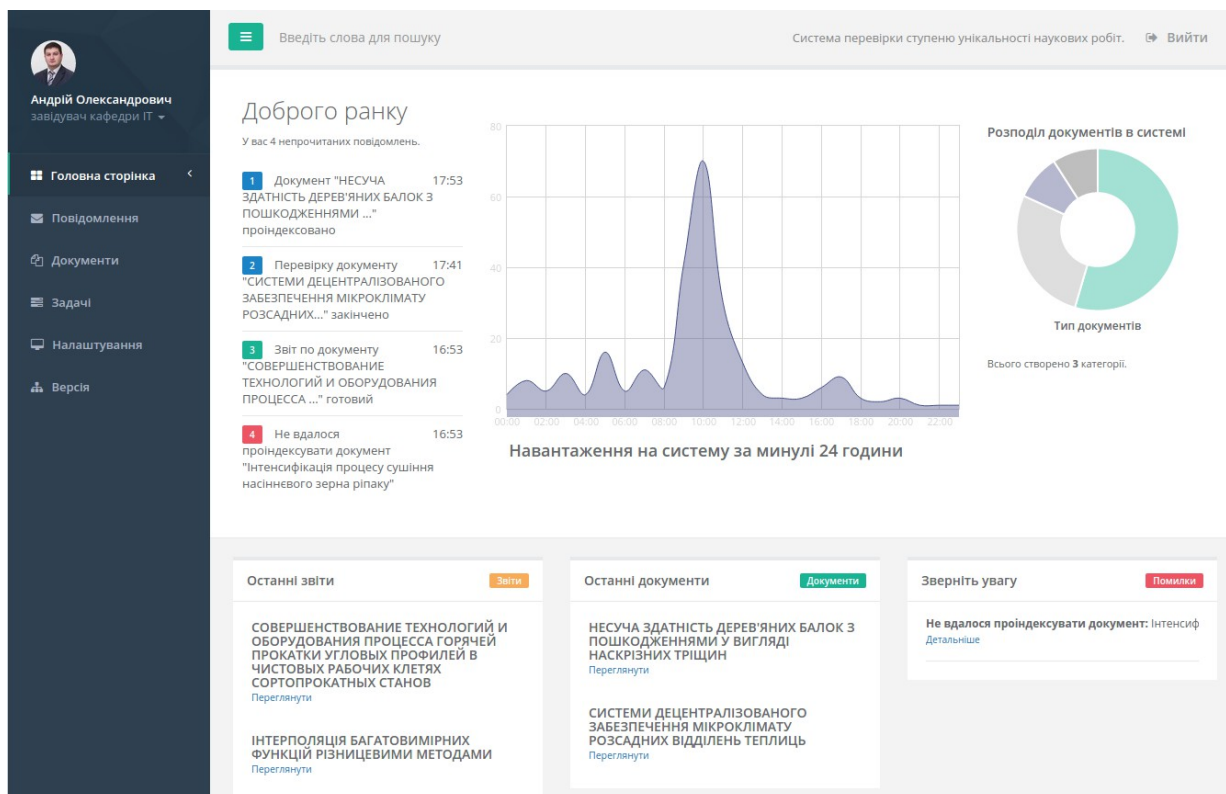 Андрій Олександрович
завідувач кафедри ІТ
Головна сторінка
Повідомлення
Документи
Задачі
Налаштування
Версія
Введіть слова для пошуку
Система перевірки ступеню унікальності наукових робіт.
Вийти
Доброго ранку
У вас 4 непрочитаних повідомлень.
1 Документ "НЕСУЧА 17:53
ЗДАТНІСТЬ ДЕРЕВ'ЯНИХ БАЛОК З
ПОШКОДЖЕННЯМИ ..."
проіндексовано
2 Перевірку документу 17:41
"СИСТЕМИ ДЕЦЕНТРАЛІЗОВАНОГО
ЗАБЕЗПЕЧЕННЯ МІКРОКЛІМАТУ
РОЗСАДНИХ..." закінчено
3 Звіт по документу 16:53
"СОВЕРШЕНСТВОВАНИЕ
ТЕХНОЛОГИЙ И ОБОРУДОВАНИЯ
ПРОЦЕССА ..." готовий
4 Не вдалося 16:53
проіндексувати документ
"Інтенсифікація процесу сушіння
насіннєвого зерна ріпаку"
80
60
40
20
0
00:00 02:00 04:00 06:00 08:00 10:00 12:00 14:00 16:00 18:00 20:00 22:00
Навантаження на систему за минулі 24 години
Розподіл документів в системі
Тип документів
Всього створено 3 категорії.
Останні звіти
Звіти
СОВЕРШЕНСТВОВАНИЕ ТЕХНОЛОГИЙ И
ОБОРУДОВАНИЯ ПРОЦЕССА ГОРЯЧЕЙ
ПРОКАТКИ УГЛОВЫХ ПРОФИЛЕЙ В
ЧИСТОВЫХ РАБОЧИХ КЛЕТЯХ
СОРТОПРОКАТНЫХ СТАНОВ
Переглянути
ІНТЕРПОЛЯЦІЯ БАГАТОВИМІРНИХ
ФУНКЦІЙ РІЗНИЦЕВИМИ МЕТОДАМИ
Переглянути
Останні документи
Документы
НЕСУЧА ЗДАТНІСТЬ ДЕРЕВ'ЯНИХ БАЛОК З
ПОШКОДЖЕННЯМИ У ВИГЛЯДІ
НАСКРІЗНИХ ТРІЩИН
Переглянути
СИСТЕМИ ДЕЦЕНТРАЛІЗОВАНОГО
ЗАБЕЗПЕЧЕННЯ МІКРОКЛІМАТУ
РОЗСАДНИХ ВІДДІЛЕНЬ ТЕПЛИЦЬ
Переглянути
Зверніть увагу
Помилки
Не вдалося проіндексувати документ: Інтенсиф
Детальніше